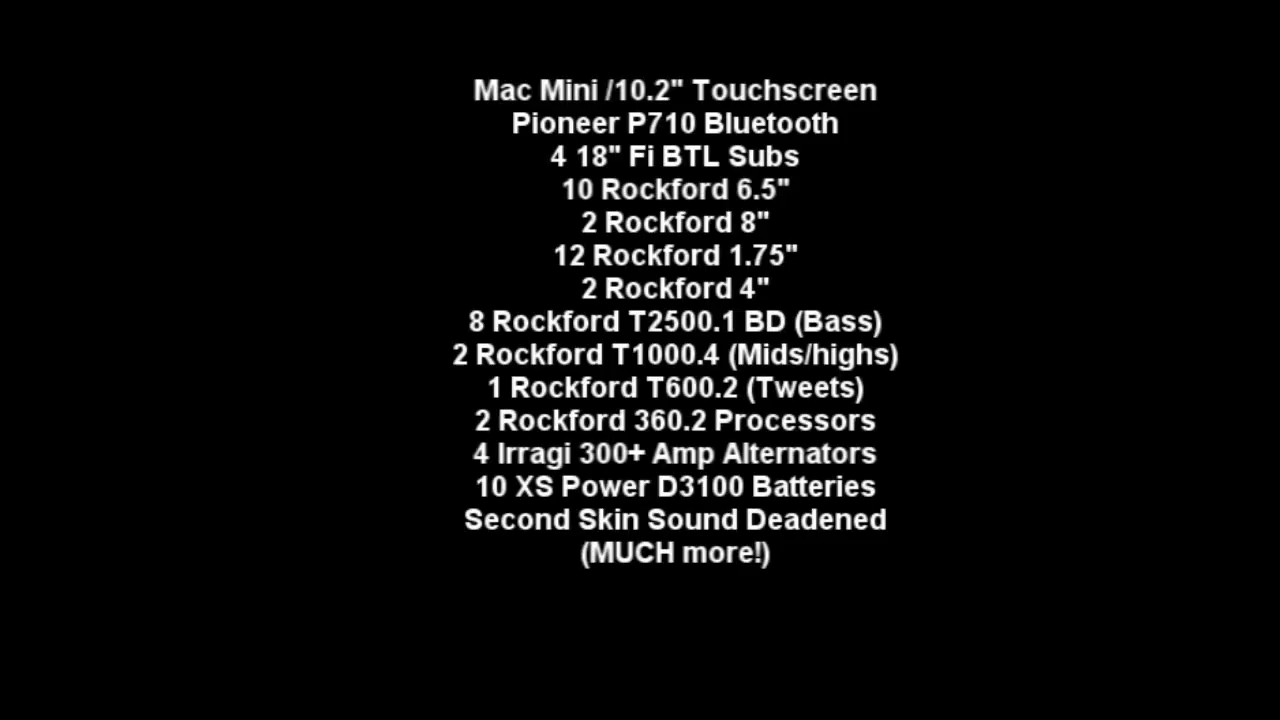 Mac Mini /10.2" Touchscreen
Pioneer P710 Bluetooth
4 18" Fi BTL Subs
10 Rockford 6.5"
2 Rockford 8"
12 Rockford 1.75"
2 Rockford 4"
8 Rockford T2500.1 BD (Bass)
2 Rockford T1000.4 (Mids/highs)
1 Rockford T600.2 (Tweets)
2 Rockford 360.2 Processors
4 Irragi 300+ Amp Alternators
10 XS Power D3100 Batteries
Second Skin Sound Deadened
(MUCH more!)